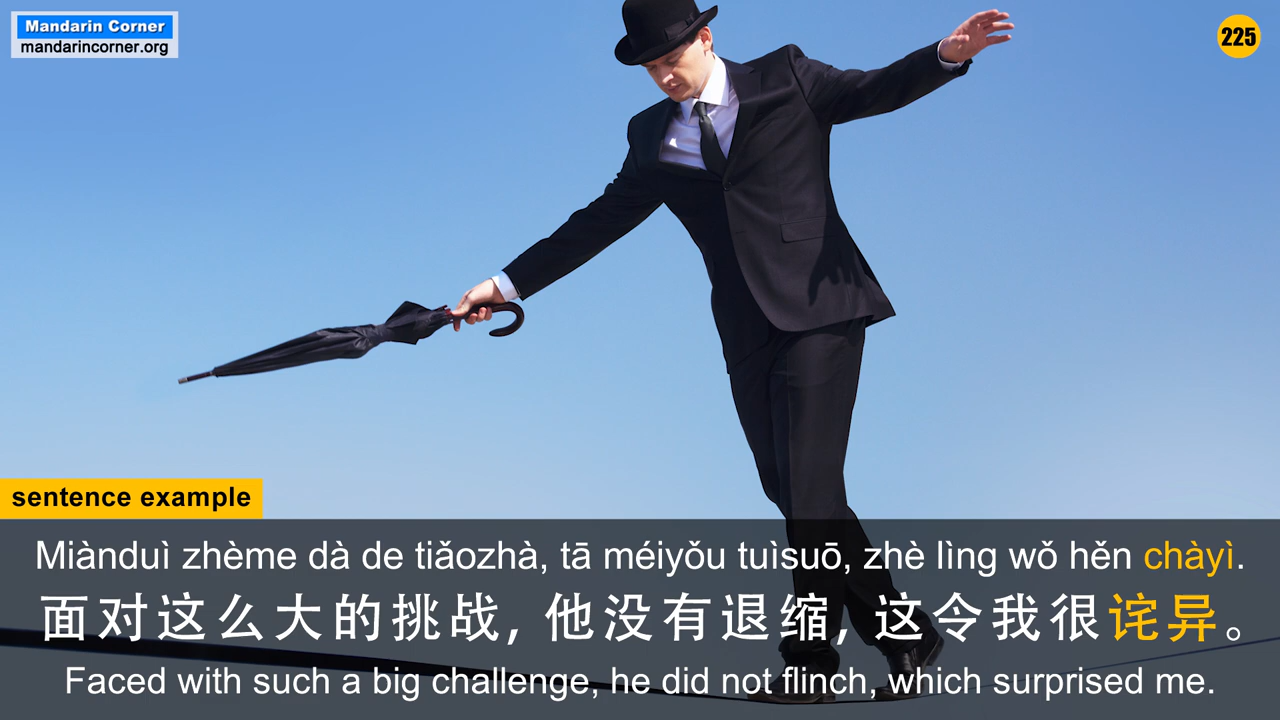 Mandarin Corner
mandarincorner.org
225
sentence example
Miànduì zhème dà de tiǎozhà, tā méiyǒu tuìsuō, zhè lìng wǒ hěn chàyì.
面对这么大的挑战, 他没有退缩, 这令我很诧异。
Faced with such a big challenge, he did not flinch, which surprised me.